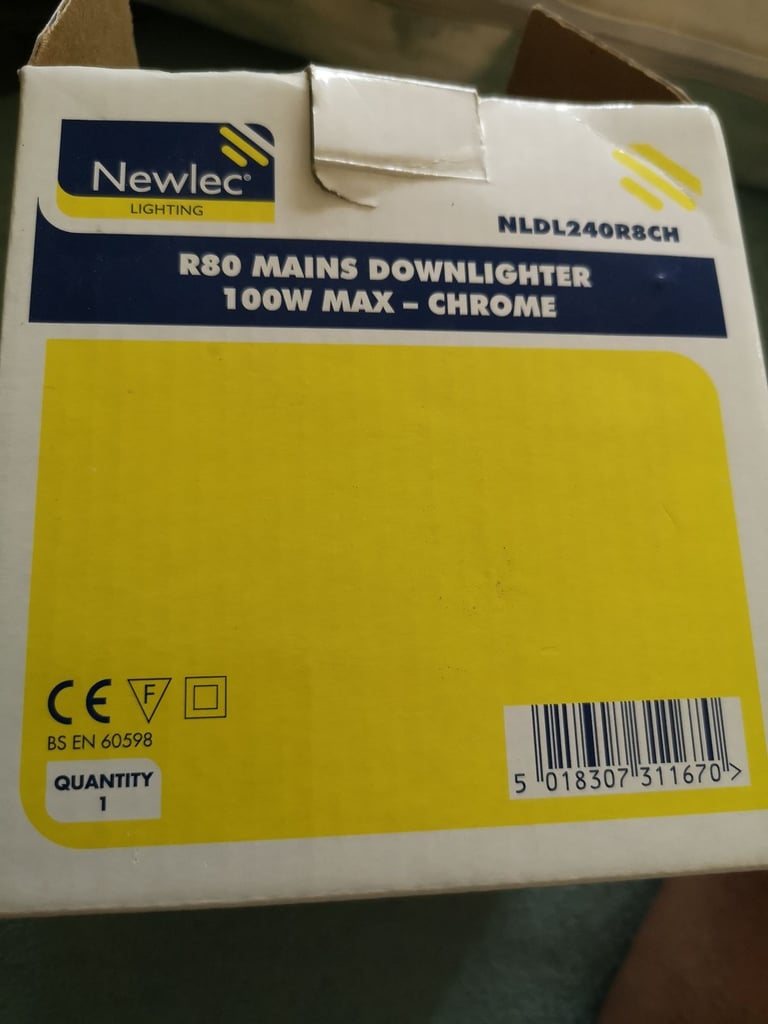 Newlec®
LIGHTING
NLDL240R8CH
R80 MAINS DOWNLIGHTER
100W MAX – CHROME
CE F
BS EN 60598
QUANTITY
1
5 018307 311670 >